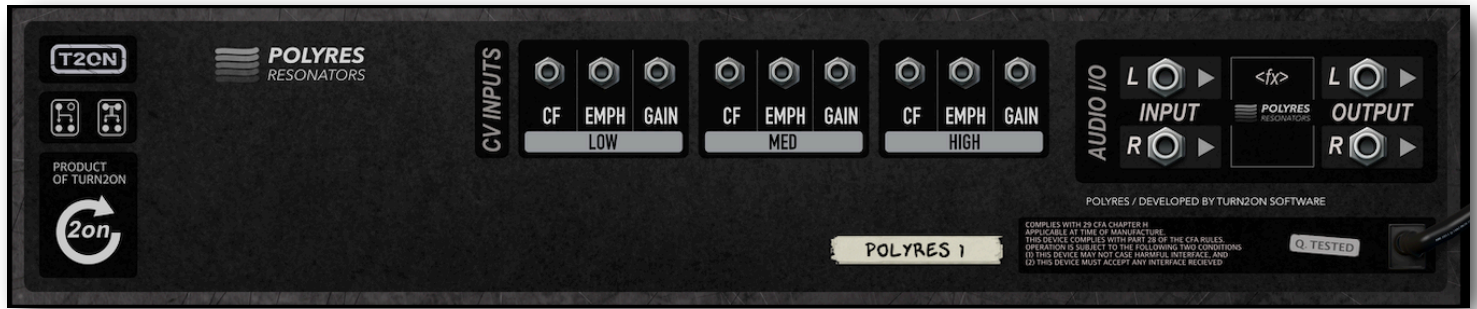 T2ON
POLYRES
RESONATORS
PRODUCT
OF TURN2ON
2on
CV INPUTS
CF EMPH GAIN
LOW
CF EMPH GAIN
MED
CF EMPH GAIN
HIGH
AUDIO I/O
L
INPUT
R
<fx>
POLYRES
RESONATORS
L
OUTPUT
R
POLYRES / DEVELOPED BY TURN2ON SOFTWARE
POLYRES 1
COMPLIES WITH 29 CFA CHAPTER H
APPLICABLE AT TIME OF MANUFACTURE.
THIS DEVICE COMPLIES WITH PART 28 OF THE CFA RULES.
OPERATION IS SUBJECT TO THE FOLLOWING TWO CONDITIONS
(1) THIS DEVICE MAY NOT CASE HARMFUL INTERFACE, AND
(2) THIS DEVICE MUST ACCEPT ANY INTERFACE RECIEVED
Q. TESTED